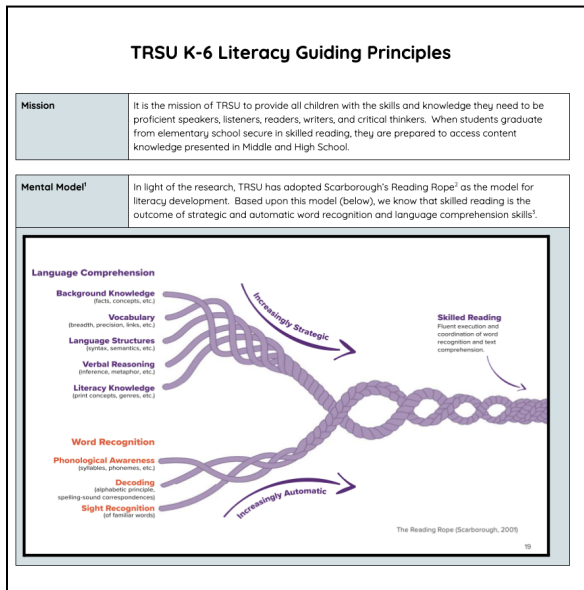 TRSU K-6 Literacy Guiding Principles
Mission
It is the mission of TRSU to provide all children with the skills and knowledge they need to be
proficient speakers, listeners, readers, writers, and critical thinkers. When students graduate
from elementary school secure in skilled reading, they are prepared to access content
knowledge presented in Middle and High School.
Mental Model¹
In light of the research, TRSU has adopted Scarborough's Reading Rope² as the model for
literacy development. Based upon this model (below), we know that skilled reading is the
outcome of strategic and automatic word recognition and language comprehension skills³.
Language Comprehension
Background Knowledge
(facts, concepts, etc.)
Vocabulary
(breadth, precision, links, etc.)
Language Structures
(syntax, semantics, etc.)
Verbal Reasoning
(inference, metaphor, etc.)
Literacy Knowledge
(print concepts, genres, etc.)
Increasingly Strategic
Skilled Reading
Fluent execution and
coordination of word
recognition and text
comprehension.
Word Recognition
Phonological Awareness
(syllables, phonemes, etc.)
Decoding
(alphabetic principle,
spelling-sound correspondences)
Sight Recognition
(of familiar words)
Increasingly Automatic
The Reading Rope (Scarborough, 2001)
19